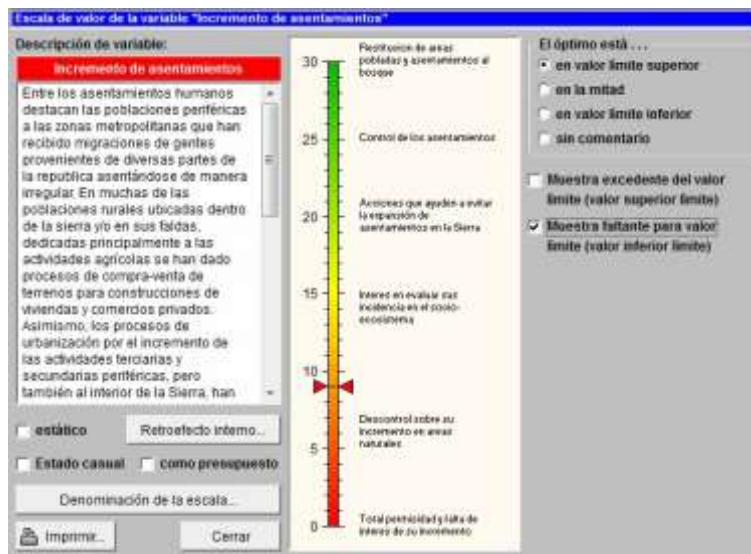 Escala de valor de la variable "Incremento de asentamientos"
Descripción de variable:
Incremento de asentamientos
Entre los asentamientos humanos
destacan las poblaciones periféricas
a las zonas metropolitanas que han
recibido migraciones de gentes
provenientes de diversas partes de
la republica asentándose de manera
irregular. En muchas de las
poblaciones rurales ubicadas dentro
de la sierra y/o en sus faldas,
dedicadas principalmente a las
actividades agrícolas se han dado
procesos de compra-venta de
terrenos para construcciones de
viviendas y comercios privados.
Asimismo, los procesos de
urbanización por el incremento de
las actividades terciarias y
secundarias periféricas, pero
también al interior de la Sierra, han
estático
Retroefecto interno...
Estado casual
como presupuesto
Denominación de la escala...
Imprimir...
Cerrar
30
Restitucion de areas
pobladas y asentamientos al
bosque
25
Control de los asentamientos
20
Acciones que ayuden a evitar
la expansión de
asentamientos en la Sierra
15
Interes en evaluar sus
incidencia en el socio-
ecosistema
10
Descontrol sobre su
incremento en areas
naturales
5
0
Total permisidad y falta de
interes de su incremento
El óptimo está . . .
en valor limite superior
en la mitad
en valor limite inferior
sin comentario
Muestra excedente del valor
limite (valor superior limite)
Muestra faltante para valor
limite (valor inferior limite)